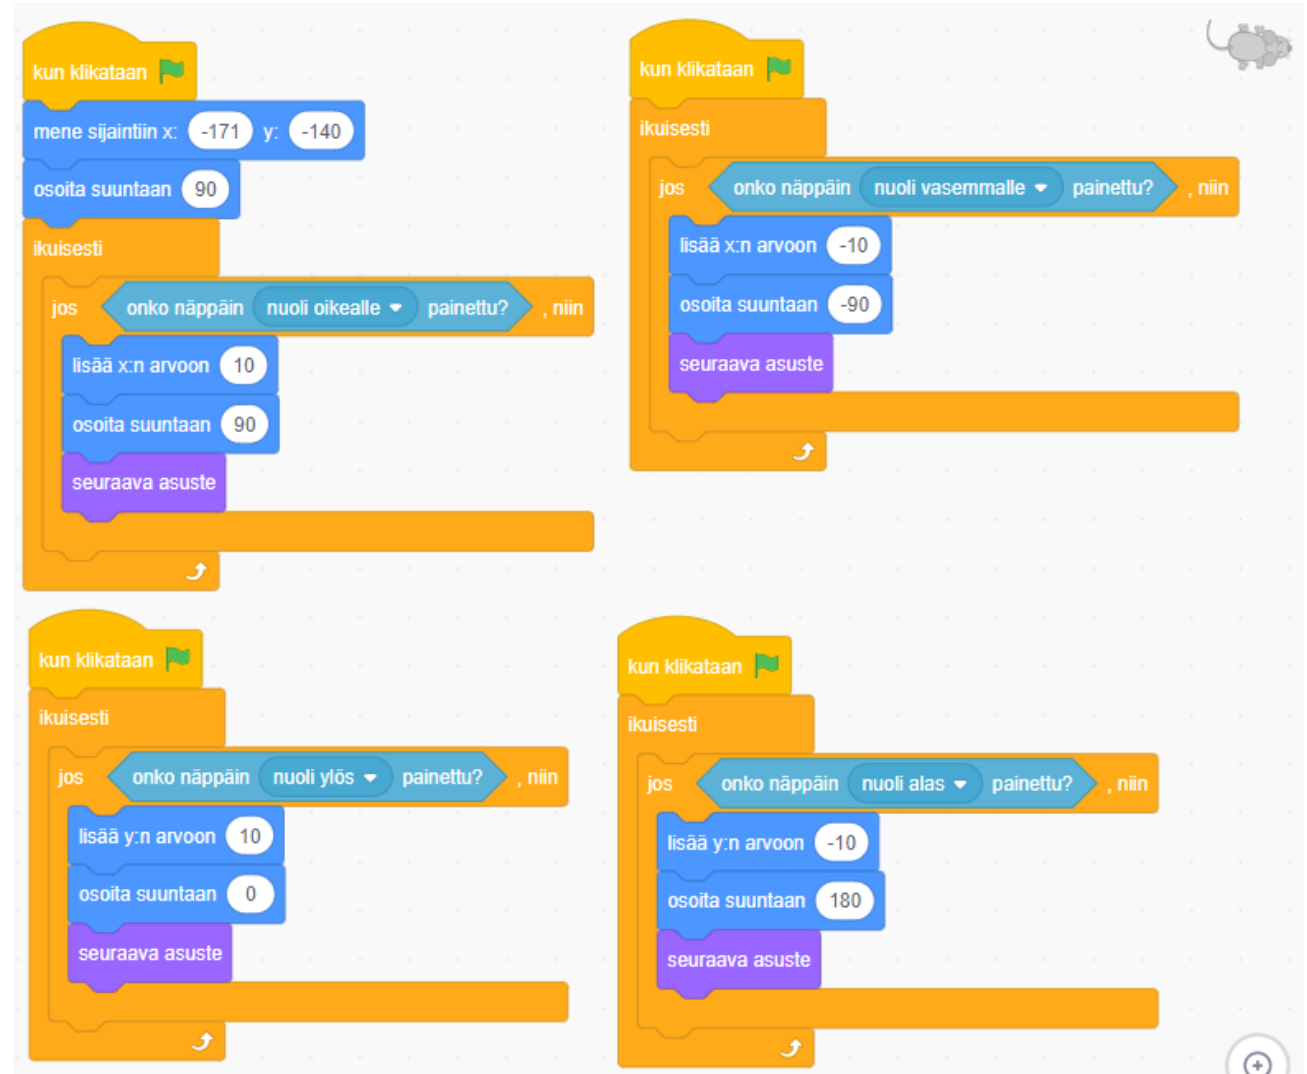 kun klikataan
mene sijaintiin x: -171 y: -140
osoita suuntaan 90
ikuisesti
jos onko näppäin nuoli oikealle painettu? , niin
lisää x:n arvoon 10
osoita suuntaan 90
seuraava asuste
kun klikataan
ikuisesti
jos onko näppäin nuoli vasemmalle painettu? , niin
lisää x:n arvoon -10
osoita suuntaan -90
seuraava asuste
kun klikataan
ikuisesti
jos onko näppäin nuoli ylös painettu? , niin
lisää y:n arvoon 10
osoita suuntaan 0
seuraava asuste
kun klikataan
ikuisesti
jos onko näppäin nuoli alas painettu? , niin
lisää y:n arvoon -10
osoita suuntaan 180
seuraava asuste